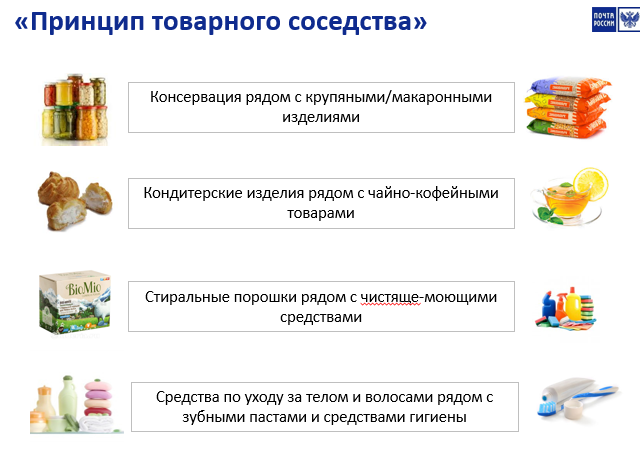 «Принцип товарного соседства»
ПОЧТА
РОССИИ
Консервация рядом с крупяными/макаронными
изделиями
Кондитерские изделия рядом с чайно-кофейными
товарами
BioMio
Стиральные порошки рядом с чистяще-моющими
средствами
Средства по уходу за телом и волосами рядом с
зубными пастами и средствами гигиены